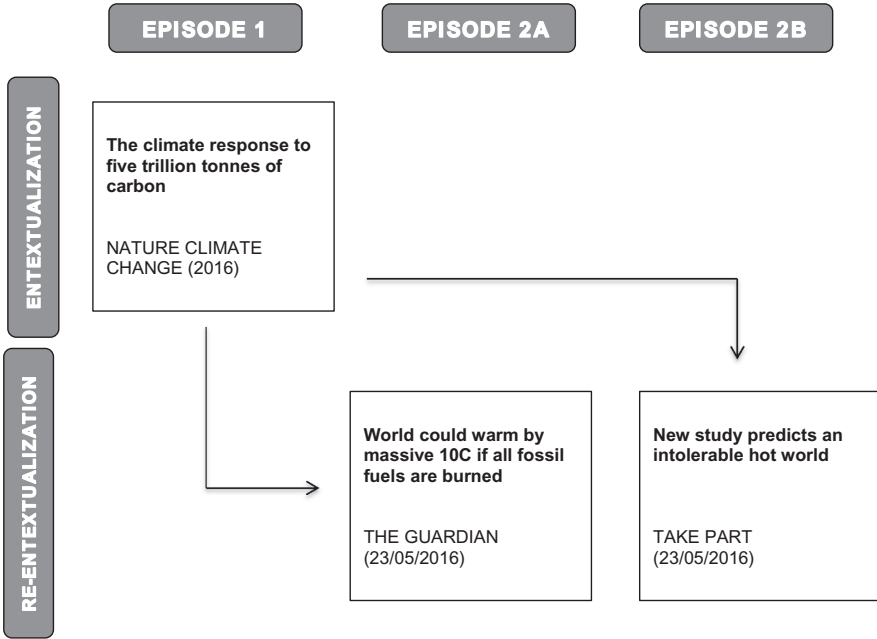 EPISODE 1
EPISODE 2A
EPISODE 2B
ENTEXTUALIZATION
The climate response to
five trillion tonnes of
carbon
NATURE CLIMATE
CHANGE (2016)
RE-ENTEXTUALIZATION
World could warm by
massive 10C if all fossil
fuels are burned
THE GUARDIAN
(23/05/2016)
New study predicts an
intolerable hot world
TAKE PART
(23/05/2016)